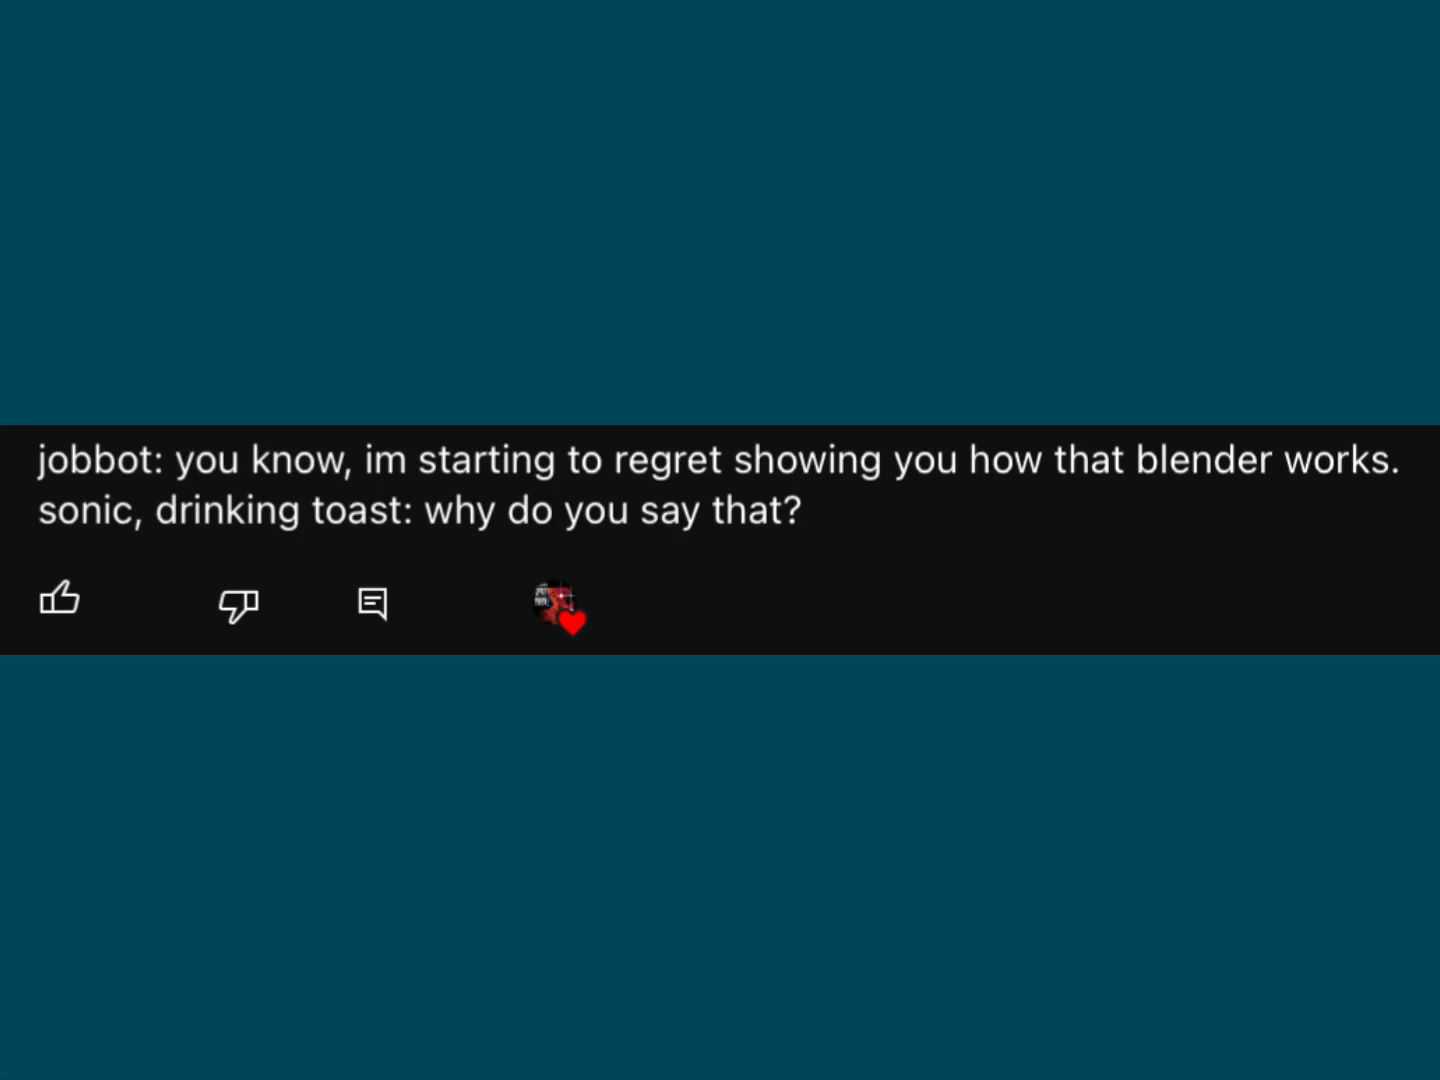 jobbot: you know, im starting to regret showing you how that blender works.
sonic, drinking toast: why do you say that?